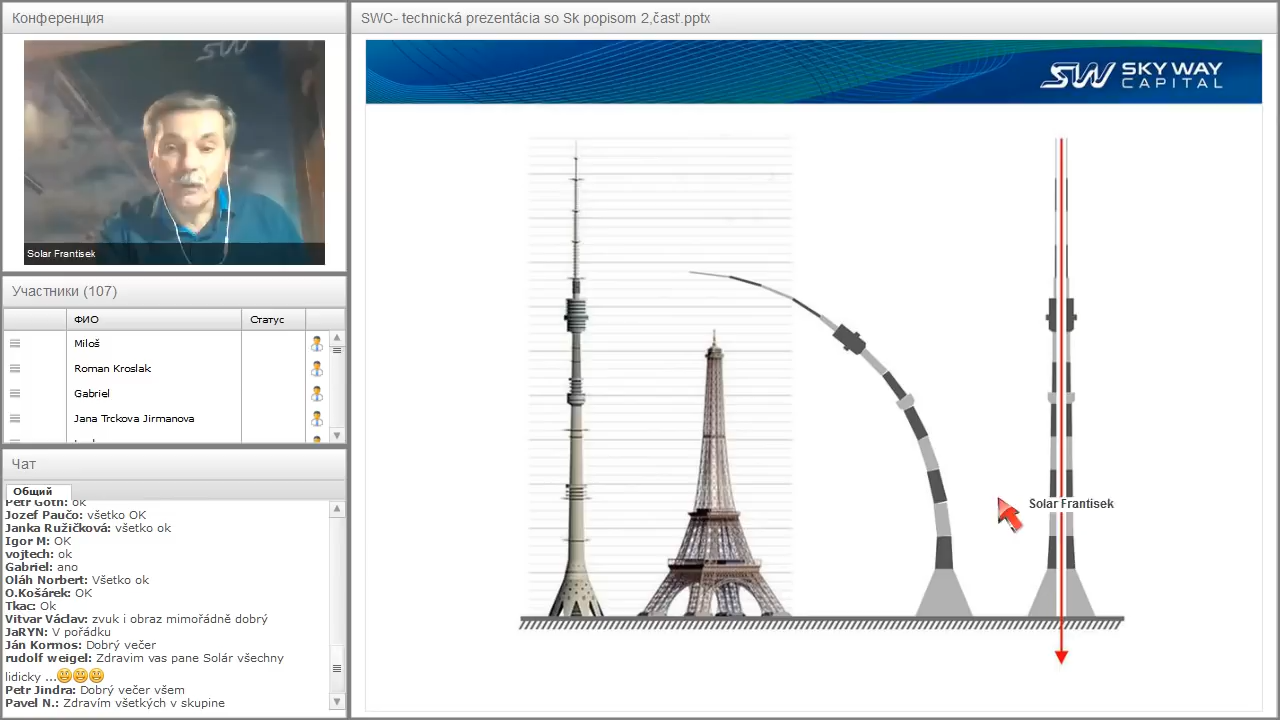 Конференция
Solar Frantisek
Участники (107)
ФИО Статус
Miloš
Roman Kroslak
Gabriel
Jana Trckova Jirmanova
Чат
Общий
Petr Goth: ok
Jozef Paučo: všetko OK
Janka Ružičková: všetko ok
Igor M: OK
vojtech: ok
Gabriel: ano
Oláh Norbert: Všetko ok
O.Košárek: OK
Tkac: Ok
Vitvar Václav: zvuk i obraz mimořádně dobrý
JaRYN: V pořádku
Ján Kormos: Dobrý večer
rudolf weigel: Zdravim vas pane Solár všechny
lidicky ...
Petr Jindra: Dobrý večer všem
Pavel N.: Zdravím všetkých v skupine
SWC- technická prezentácia so Sk popisom 2,časť.pptx
SW SKY WAY
CAPITAL
Solar Frantisek